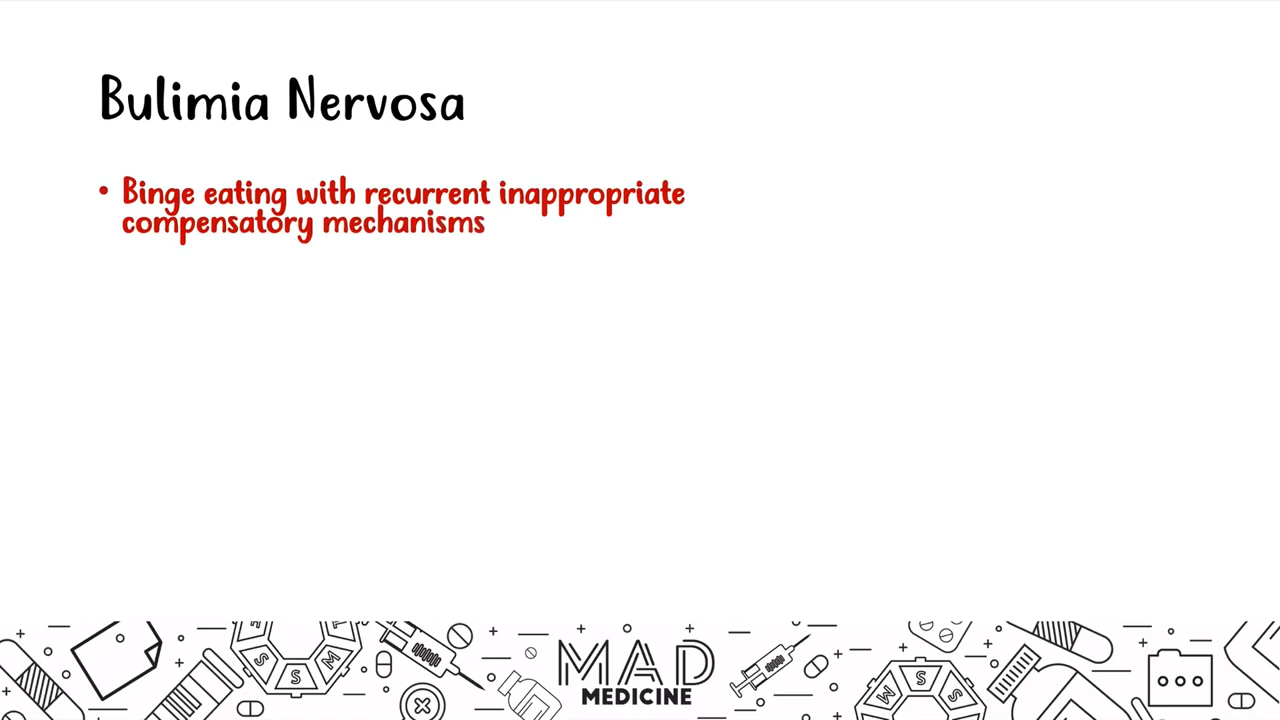 Bulimia Nervosa
• Binge eating with recurrent inappropriate
compensatory mechanisms
MAD
MEDICINE
S
S
M
M
S
S